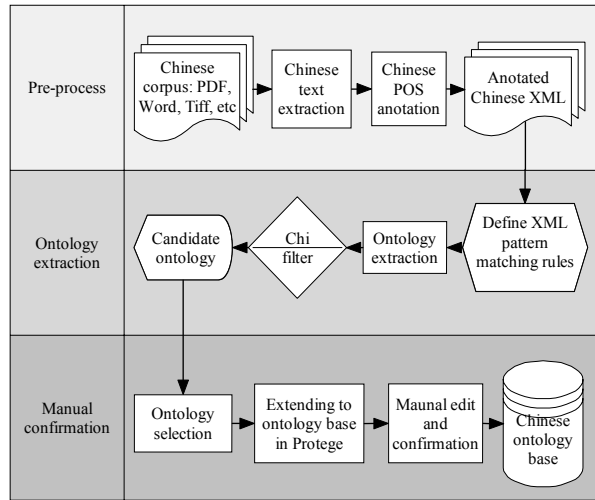 Pre-process
Chinese
corpus: PDF,
Word, Tiff, etc
Chinese
text
extraction
Chinese
POS
anotation
Anotated
Chinese XML
Ontology
extraction
Candidate
ontology
Chi
filter
Ontology
extraction
Define XML
pattern
matching rules
Manual
confirmation
Ontology
selection
Extending to
ontology base
in Protege
Maunal edit
and
confirmation
Chinese
ontology
base